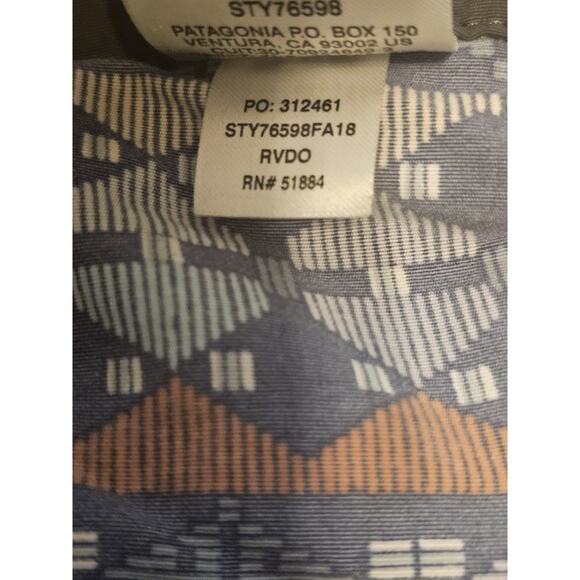 STY76598
PATAGONIA P.O. BOX 150
VENTURA, CA 93002 US
PO: 312461
STY76598FA18
RVDO
RN# 51884